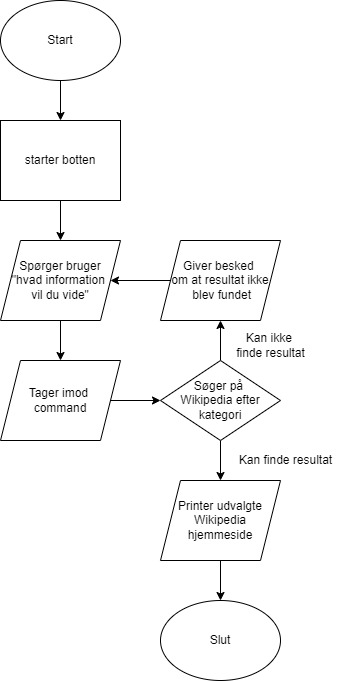 Start
starter botten
Spørger bruger
"hvad information
vil du vide"
Giver besked
om at resultat ikke
blev fundet
Kan ikke
finde resultat
Tager imod
command
Søger på
Wikipedia efter
kategori
Kan finde resultat
Printer udvalgte
Wikipedia
hjemmeside
Slut